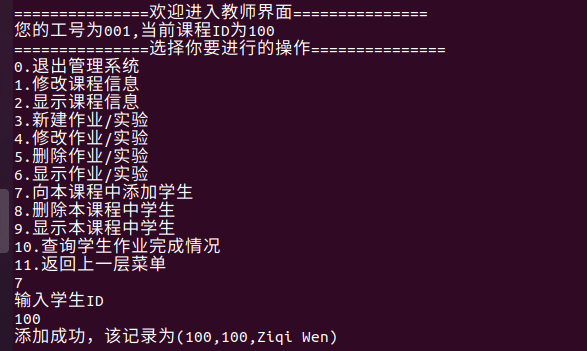 ===============欢迎进入教师界面===============
您的工号为001,当前课程ID为100
===============选择你要进行的操作===============
0.退出管理系统
1.修改课程信息
2.显示课程信息
3.新建作业/实验
4.修改作业/实验
5.删除作业/实验
6.显示作业/实验
7.向本课程中添加学生
8.删除本课程中学生
9.显示本课程中学生
10.查询学生作业完成情况
11.返回上一层菜单
7
输入学生ID
100
添加成功，该记录为(100,100,Ziqi Wen)